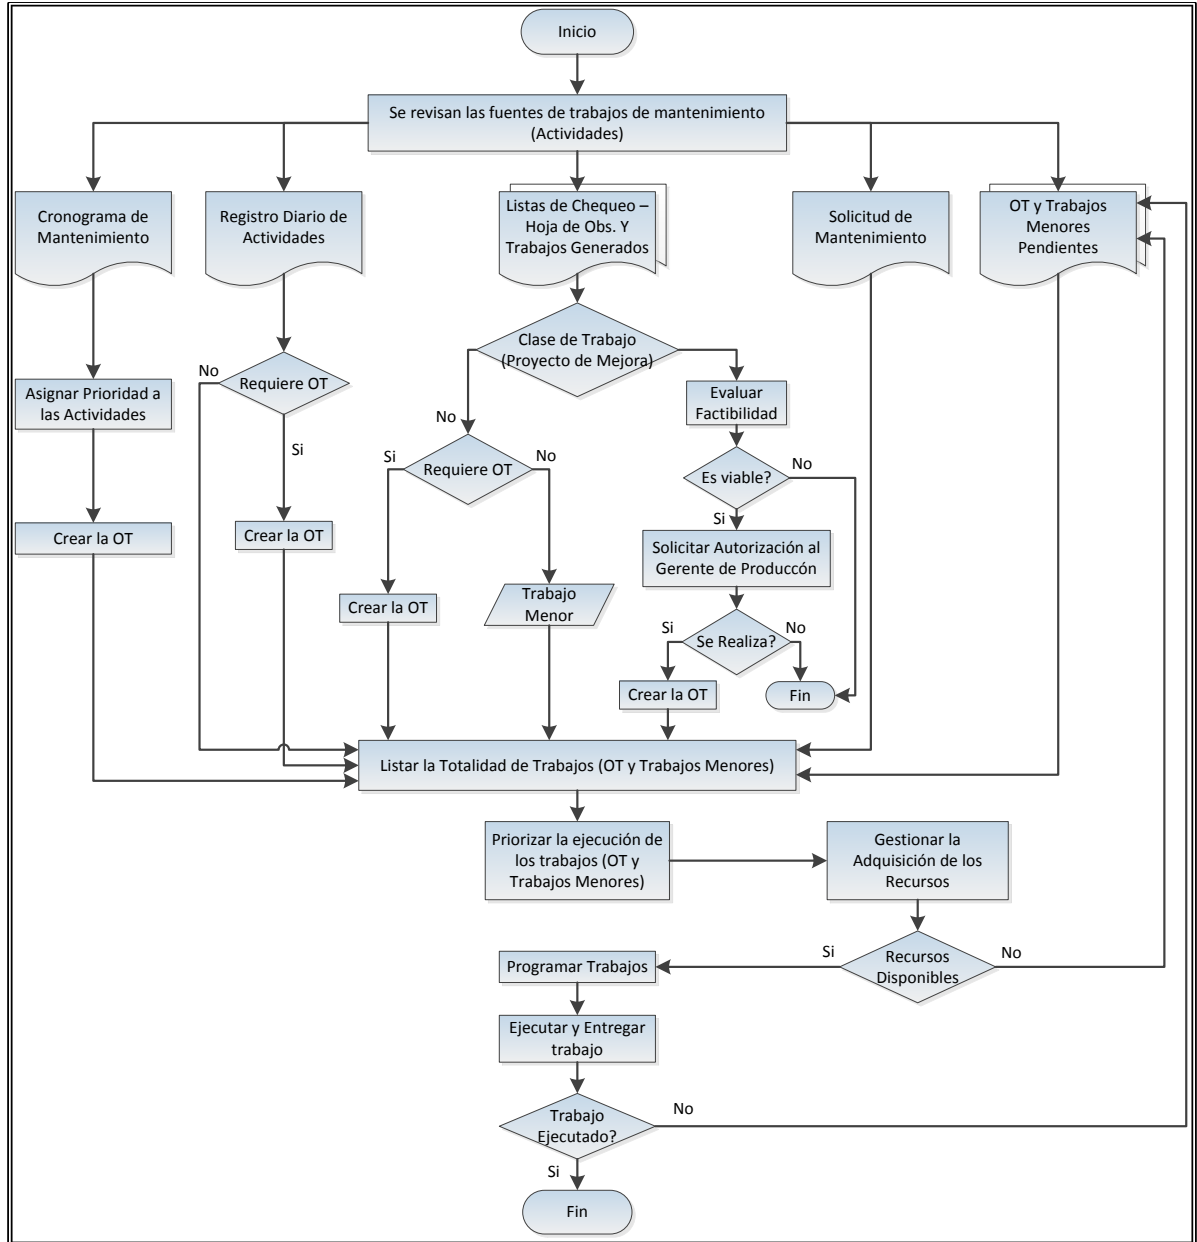 Inicio
Se revisan las fuentes de trabajos de mantenimiento
(Actividades)
Cronograma de
Mantenimiento
Registro Diario de
Actividades
Listas de Chequeo –
Hoja de Obs. Y
Trabajos Generados
Solicitud de
Mantenimiento
OT y Trabajos
Menores
Pendientes
Clase de Trabajo
(Proyecto de Mejora)
No
Requiere OT
Asignar Prioridad a
las Actividades
Evaluar
Factibilidad
No
Si
Si
Requiere OT
No
Es viable?
No
Si
Crear la OT
Crear la OT
Solicitar Autorización al
Gerente de Produccón
Crear la OT
Trabajo
Menor
Si
Se Realiza?
No
Crear la OT
Fin
Listar la Totalidad de Trabajos (OT y Trabajos Menores)
Priorizar la ejecución de
los trabajos (OT y
Trabajos Menores)
Gestionar la
Adquisición de los
Recursos
Si
Recursos
Disponibles
No
Programar Trabajos
Ejecutar y Entregar
trabajo
Trabajo
Ejecutado?
No
Si
Fin